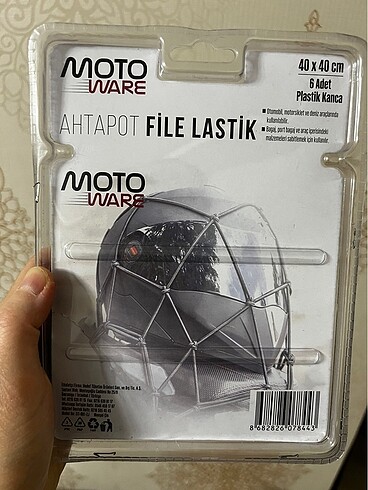 MOTO
WARE
40 x 40 cm
6 Adet
Plastik Kanca
AHTAPOT FİLE LASTİK
Otomobil, motorsiklet ve deniz araçlarında
kullanılabilir.
Bagaj, port bagaj ve araç içerisindeki
malzemeleri sabitlemek için kullanılır.
MOTO
WARE
8 682826 078443